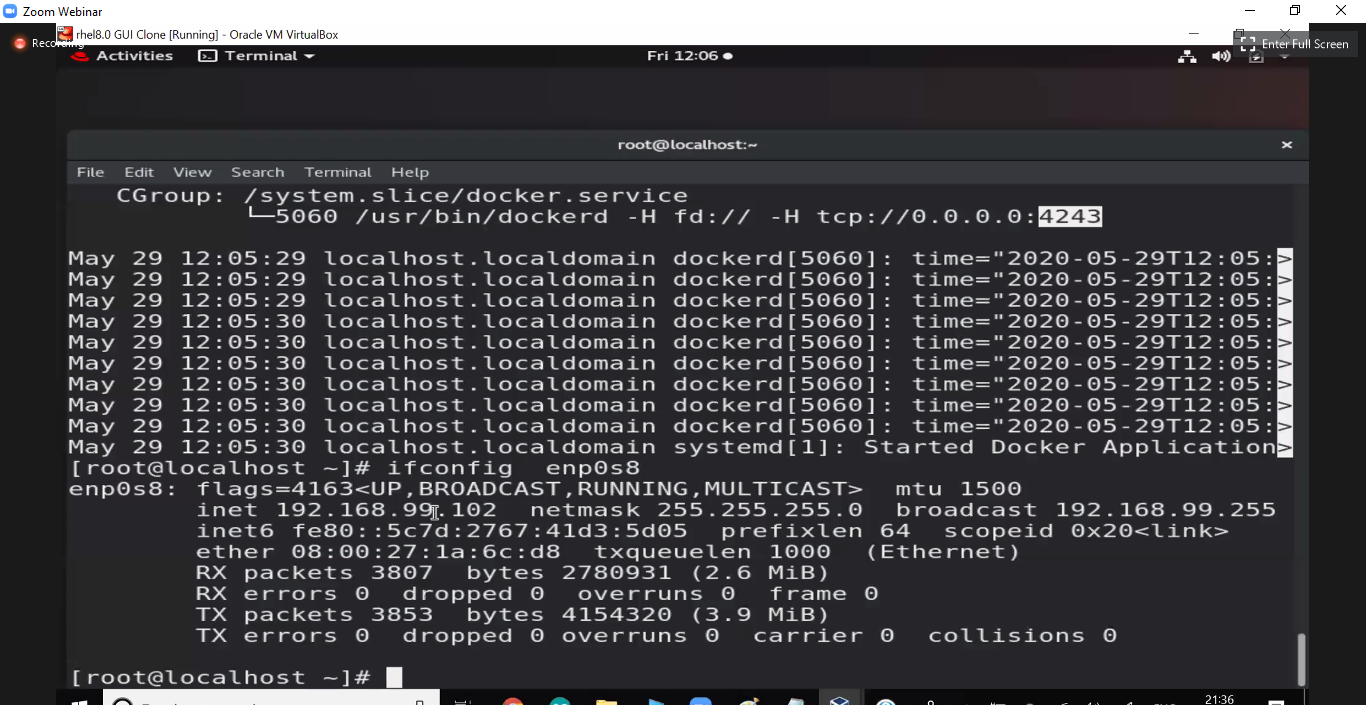 Zoom Webinar
rhel8.0 GUI Clone [Running] - Oracle VM VirtualBox
Recording
Enter Full Screen
Activities Terminal Fri 12:06
root@localhost:~
File Edit View Search Terminal Help
CGroup: /system.slice/docker.service
└─5060 /usr/bin/dockerd -H fd:// -H tcp://0.0.0.0:4243
May 29 12:05:29 localhost.localdomain dockerd[5060]: time="2020-05-29T12:05:>
May 29 12:05:29 localhost.localdomain dockerd[5060]: time="2020-05-29T12:05:>
May 29 12:05:29 localhost.localdomain dockerd[5060]: time="2020-05-29T12:05:>
May 29 12:05:30 localhost.localdomain dockerd[5060]: time="2020-05-29T12:05:>
May 29 12:05:30 localhost.localdomain dockerd[5060]: time="2020-05-29T12:05:>
May 29 12:05:30 localhost.localdomain dockerd[5060]: time="2020-05-29T12:05:>
May 29 12:05:30 localhost.localdomain dockerd[5060]: time="2020-05-29T12:05:>
May 29 12:05:30 localhost.localdomain dockerd[5060]: time="2020-05-29T12:05:>
May 29 12:05:30 localhost.localdomain dockerd[5060]: time="2020-05-29T12:05:>
May 29 12:05:30 localhost.localdomain systemd[1]: Started Docker Application>
[root@localhost ~]# ifconfig enp0s8
enp0s8: flags=4163<UP,BROADCAST,RUNNING,MULTICAST> mtu 1500
inet 192.168.99.102 netmask 255.255.255.0 broadcast 192.168.99.255
inet6 fe80::5c7d:2767:41d3:5d05 prefixlen 64 scopeid 0x20<link>
ether 08:00:27:1a:6c:d8 txqueuelen 1000 (Ethernet)
RX packets 3807 bytes 2780931 (2.6 MiB)
RX errors 0 dropped 0 overruns 0 frame 0
TX packets 3853 bytes 4154320 (3.9 MiB)
TX errors 0 dropped 0 overruns 0 carrier 0 collisions 0
[root@localhost ~]#
21:36